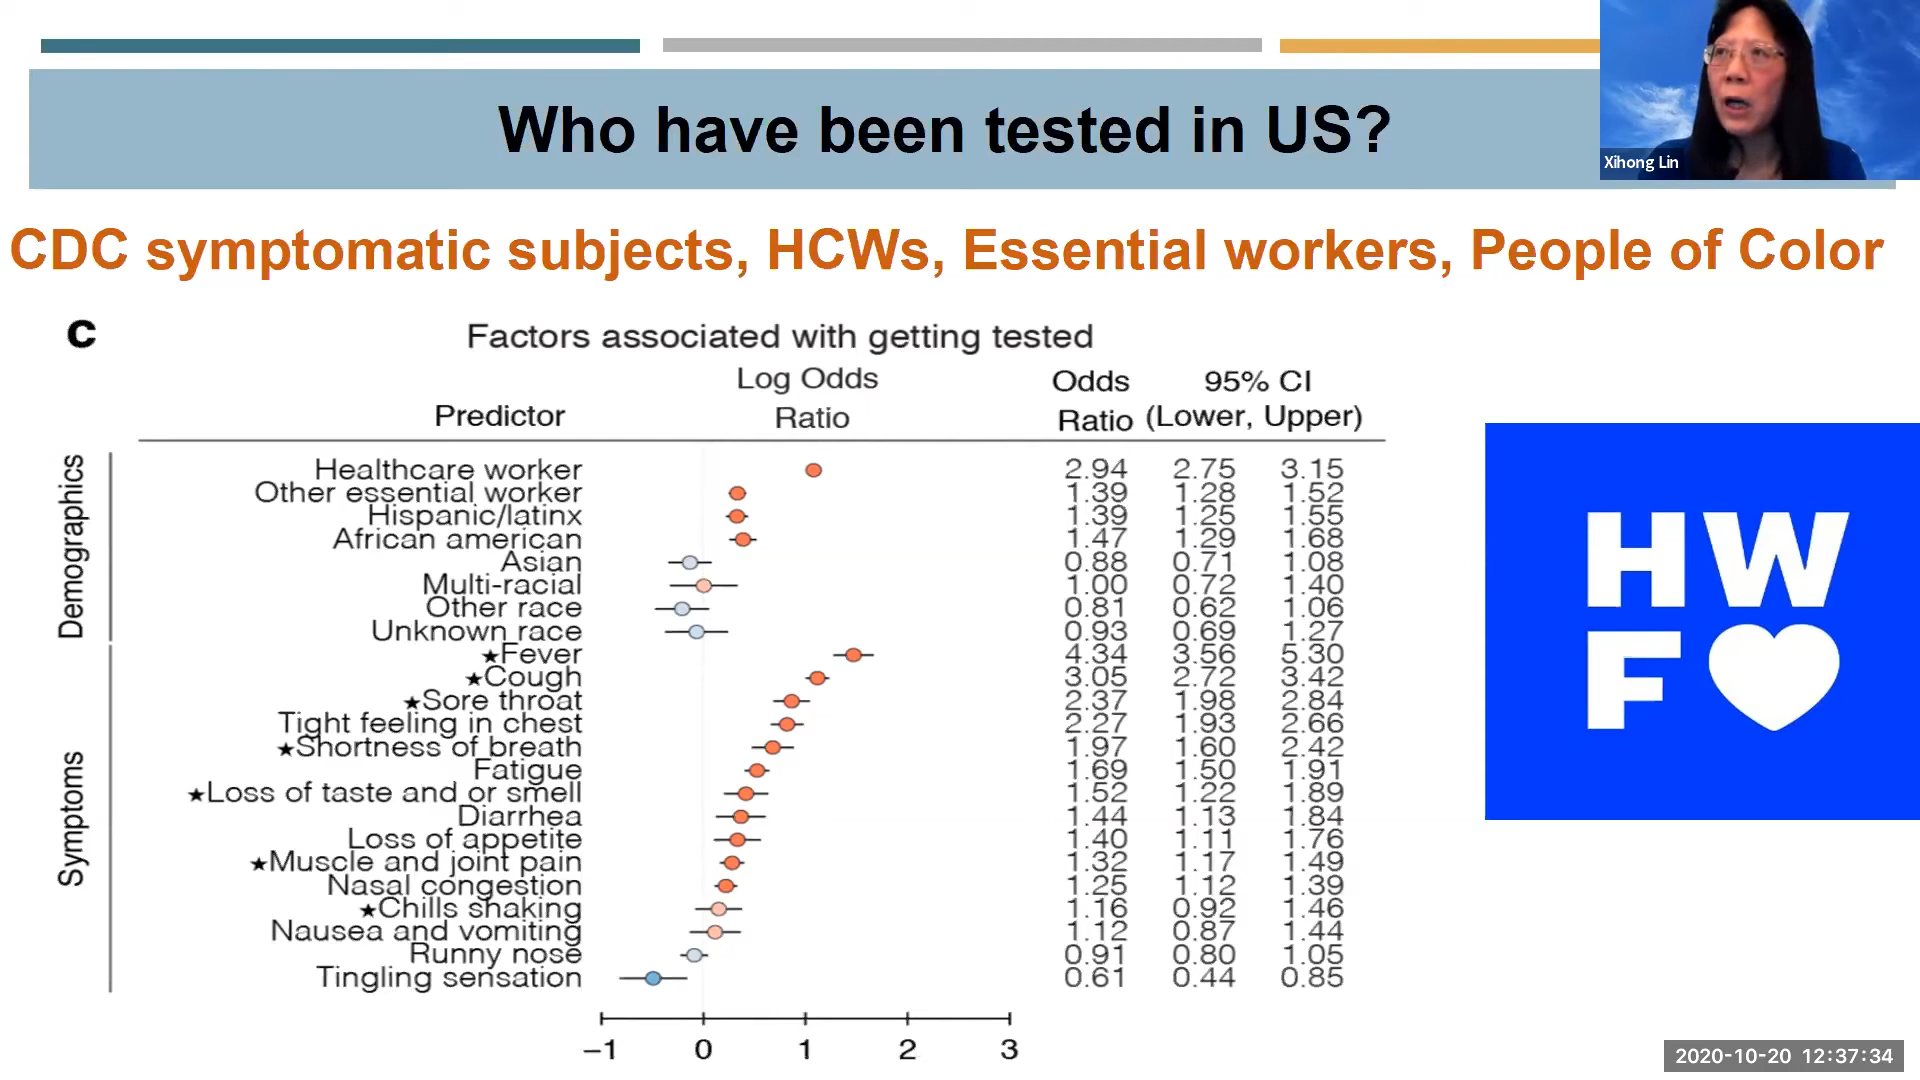 Who have been tested in US?
Xihong Lin
CDC symptomatic subjects, HCWs, Essential workers, People of Color
c
Factors associated with getting tested
Predictor
Log Odds
Ratio
Odds
Ratio
95% CI
(Lower, Upper)
Demographics
Healthcare worker 2.94 2.75 3.15
Other essential worker 1.39 1.28 1.52
Hispanic/latinx 1.39 1.25 1.55
African american 1.47 1.29 1.68
Asian 0.88 0.71 1.08
Multi-racial 1.00 0.72 1.40
Other race 0.81 0.62 1.06
Unknown race 0.93 0.69 1.27
Symptoms
★Fever 4.34 3.56 5.30
★Cough 3.05 2.72 3.42
★Sore throat 2.37 1.98 2.84
Tight feeling in chest 2.27 1.93 2.66
★Shortness of breath 1.97 1.60 2.42
Fatigue 1.69 1.50 1.91
★Loss of taste and or smell 1.52 1.22 1.89
Diarrhea 1.44 1.13 1.84
Loss of appetite 1.40 1.11 1.76
★Muscle and joint pain 1.32 1.17 1.49
Nasal congestion 1.25 1.12 1.39
★Chills shaking 1.16 0.92 1.46
Nausea and vomiting 1.12 0.87 1.44
Runny nose 0.91 0.80 1.05
Tingling sensation 0.61 0.44 0.85
−1 0 1 2 3
HW
F
2020-10-20 12:37:34